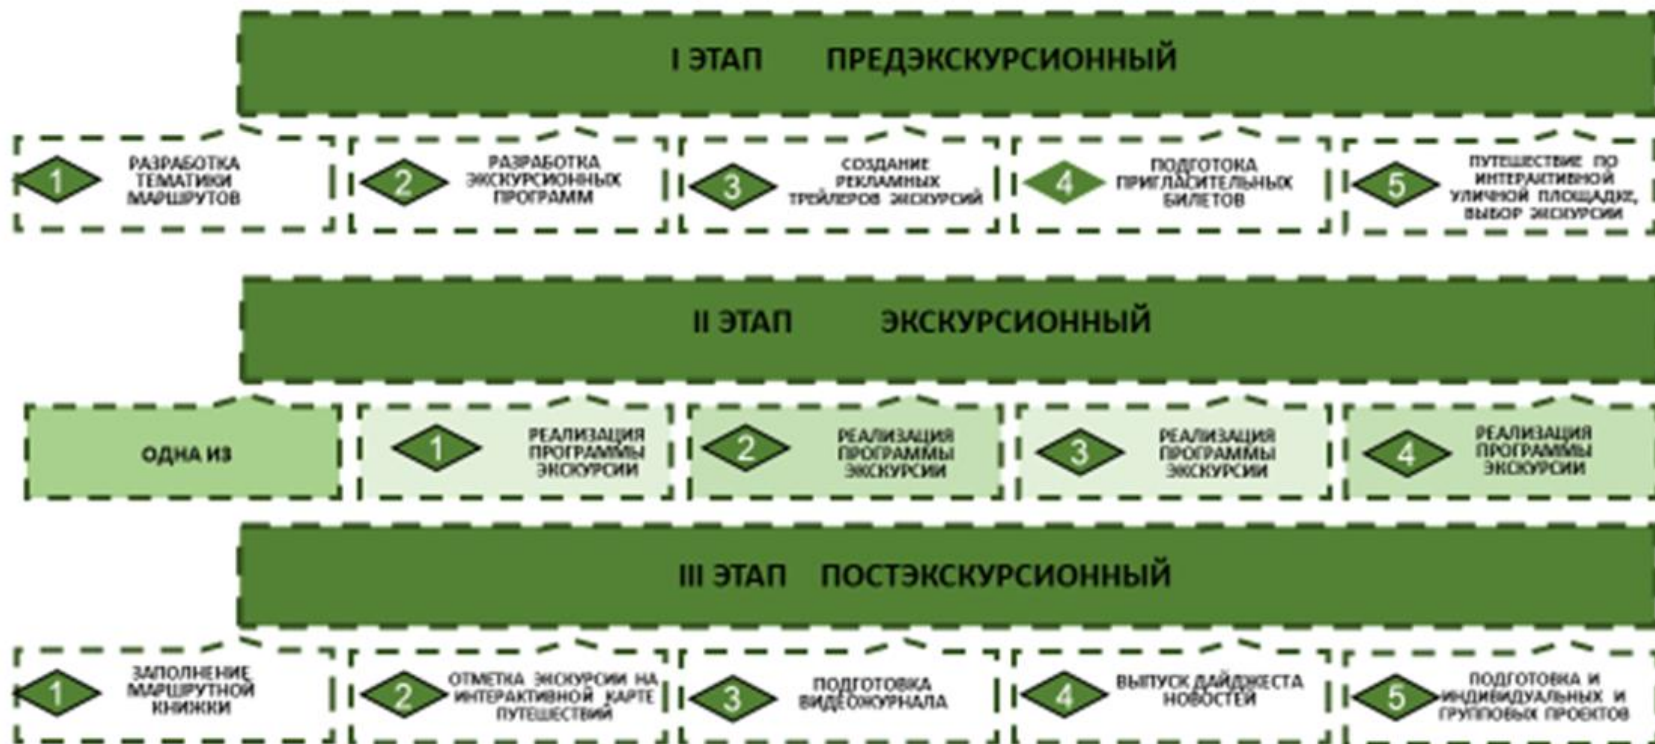 I ЭТАП ПРЕДЭКСКУРСИОННЫЙ
1
РАЗРАБОТКА
ТЕМАТИКИ
МАРШРУТОВ
2
РАЗРАБОТКА
ЭКСКУРСИОННЫХ
ПРОГРАММ
3
СОЗДАНИЕ
РЕКЛАМНЫХ
ТРЕЙЛЕРОВ ЭКСКУРСИЙ
4
ПОДГОТОКА
ПРИГЛАСИТЕЛЬНЫХ
БИЛЕТОВ
5
ПУТЕШЕСТВИЕ ПО
ИНТЕРАКТИВНОЙ
УЛИЧНОЙ ПЛОЩАДКЕ,
ВЫБОР ЭКСКУРСИИ
II ЭТАП ЭКСКУРСИОННЫЙ
ОДНА ИЗ
1
РЕАЛИЗАЦИЯ
ПРОГРАММЫ
ЭКСКУРСИИ
2
РЕАЛИЗАЦИЯ
ПРОГРАММЫ
ЭКСКУРСИИ
3
РЕАЛИЗАЦИЯ
ПРОГРАММЫ
ЭКСКУРСИИ
4
РЕАЛИЗАЦИЯ
ПРОГРАММЫ
ЭКСКУРСИИ
III ЭТАП ПОСТЭКСКУРСИОННЫЙ
1
ЗАПОЛНЕНИЕ
МАРШРУТНОЙ
КНИЖКИ
2
ОТМЕТКА ЭКСКУРСИИ НА
ИНТЕРАКТИВНОЙ КАРТЕ
ПУТЕШЕСТВИЙ
3
ПОДГОТОВКА
ВИДЕОЖУРНАЛА
4
ВЫПУСК ДАЙДЖЕСТА
НОВОСТЕЙ
5
ПОДГОТОВКА И
ИНДИВИДУАЛЬНЫХ И
ГРУППОВЫХ ПРОЕКТОВ